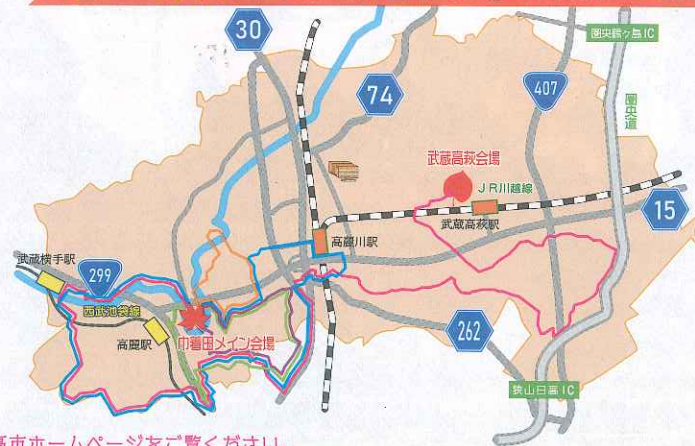 30
圏央鶴ヶ島IC
74
407
圏央道
武蔵高萩会場
JR川越線
武蔵高萩駅
15
高麗川駅
武蔵横手駅
299
西武池袋線
高麗駅
巾着田メイン会場
262
狭山日高IC
高市ホームページをご覧ください